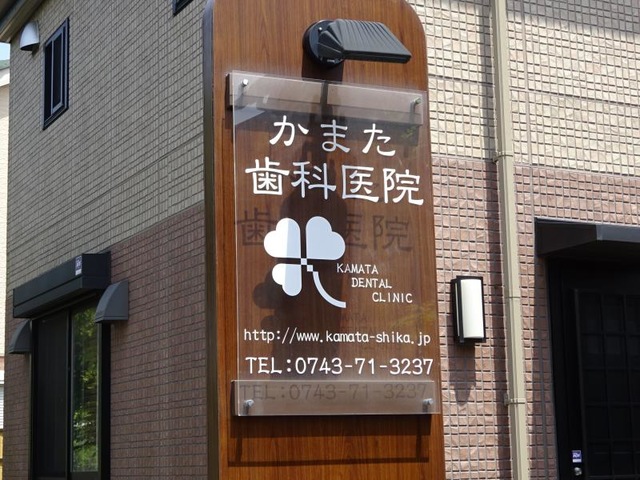 かまた
歯科医院
KAMATA
DENTAL
CLINIC
http://www.kamata-shika.jp
TEL:0743-71-3237